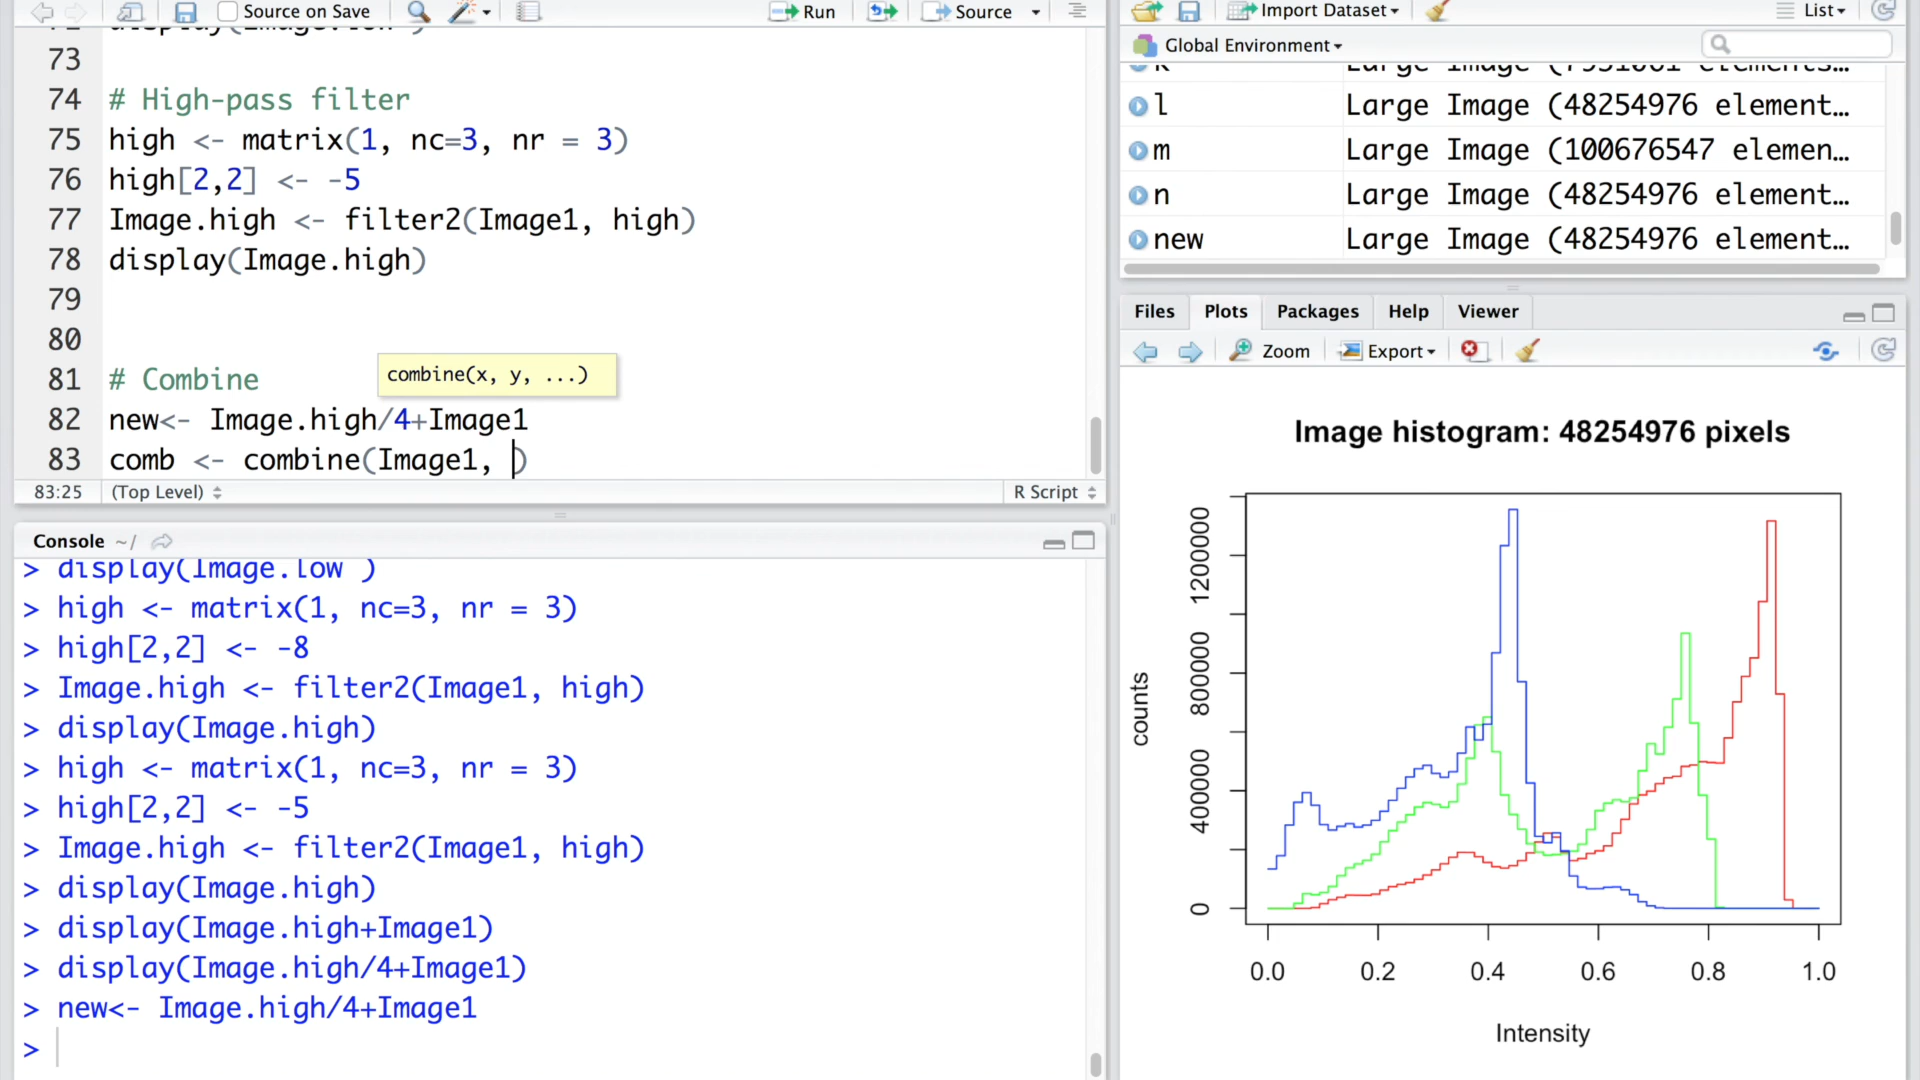 Source on Save Run Source
display(Image.low )
73
74 # High-pass filter
75 high <- matrix(1, nc=3, nr = 3)
76 high[2,2] <- -5
77 Image.high <- filter2(Image1, high)
78 display(Image.high)
79
80
combine(x, y, ...)
81 # Combine
82 new<- Image.high/4+Image1
83 comb <- combine(Image1, )
83:25 (Top Level) R Script
Console ~/
> display(Image.low )
> high <- matrix(1, nc=3, nr = 3)
> high[2,2] <- -8
> Image.high <- filter2(Image1, high)
> display(Image.high)
> high <- matrix(1, nc=3, nr = 3)
> high[2,2] <- -5
> Image.high <- filter2(Image1, high)
> display(Image.high)
> display(Image.high+Image1)
> display(Image.high/4+Image1)
> new<- Image.high/4+Image1
>
Import Dataset List
Global Environment
l Large Image (48254976 element…
m Large Image (100676547 elemen…
n Large Image (48254976 element…
new Large Image (48254976 element…
Files Plots Packages Help Viewer
Zoom Export
Image histogram: 48254976 pixels
counts
1200000
800000
400000
0
0.0 0.2 0.4 0.6 0.8 1.0
Intensity